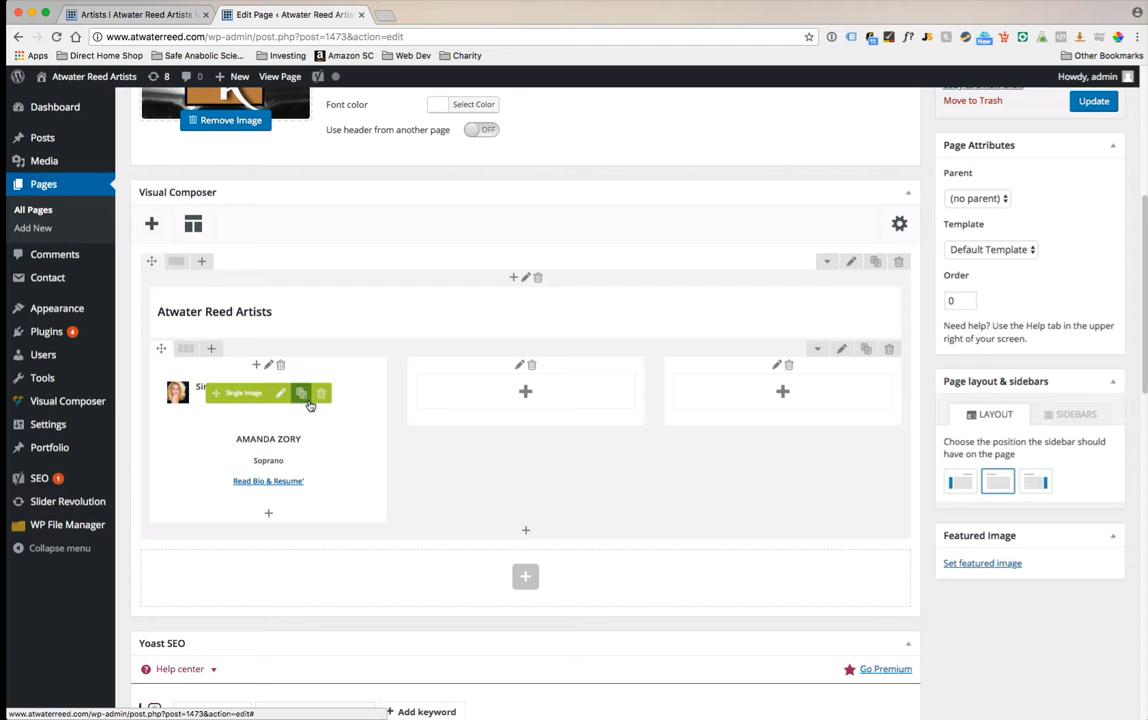 Artists | Atwater Reed Artists
Edit Page ‹ Atwater Reed Artis
www.atwaterreed.com/wp-admin/post.php?post=1473&action=edit
Apps Direct Home Shop Safe Anabolic Scie... Investing Amazon SC Web Dev Charity Other Bookmarks
Atwater Reed Artists 8 0 New View Page Howdy, admin
Dashboard
Posts
Media
Pages
All Pages
Add New
Comments
Contact
Appearance
Plugins 4
Users
Tools
Visual Composer
Settings
Portfolio
SEO 1
Slider Revolution
WP File Manager
Collapse menu
Remove Image
Font color
Select Color
Use header from another page
OFF
Visual Composer
Atwater Reed Artists
Single Image
AMANDA ZORY
Soprano
Read Bio & Resume'
Yoast SEO
Help center
Go Premium
Add keyword
Move to Trash
Update
Page Attributes
Parent
(no parent)
Template
Default Template
Order
0
Need help? Use the Help tab in the upper
right of your screen.
Page layout & sidebars
LAYOUT
SIDEBARS
Choose the position the sidebar should
have on the page
Featured Image
Set featured image
www.atwaterreed.com/wp-admin/post.php?post=1473&action=edit#